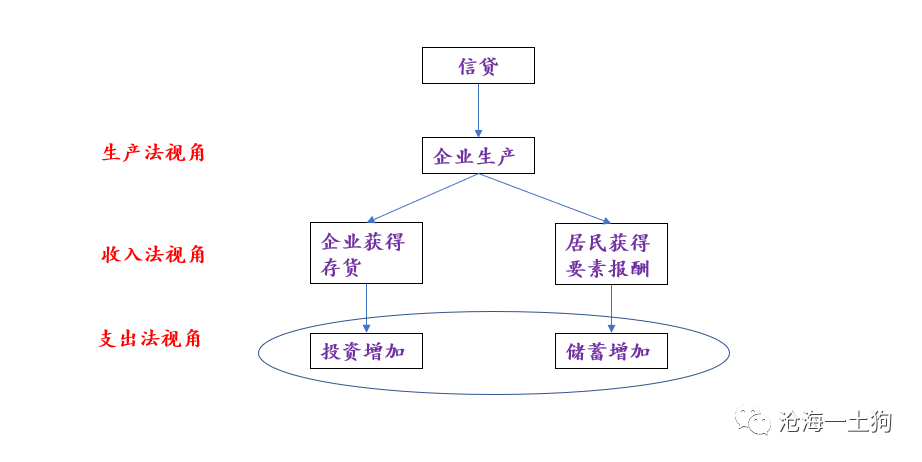 信贷
生产法视角
企业生产
收入法视角
企业获得
存货
居民获得
要素报酬
支出法视角
投资增加
储蓄增加
沧海一土狗